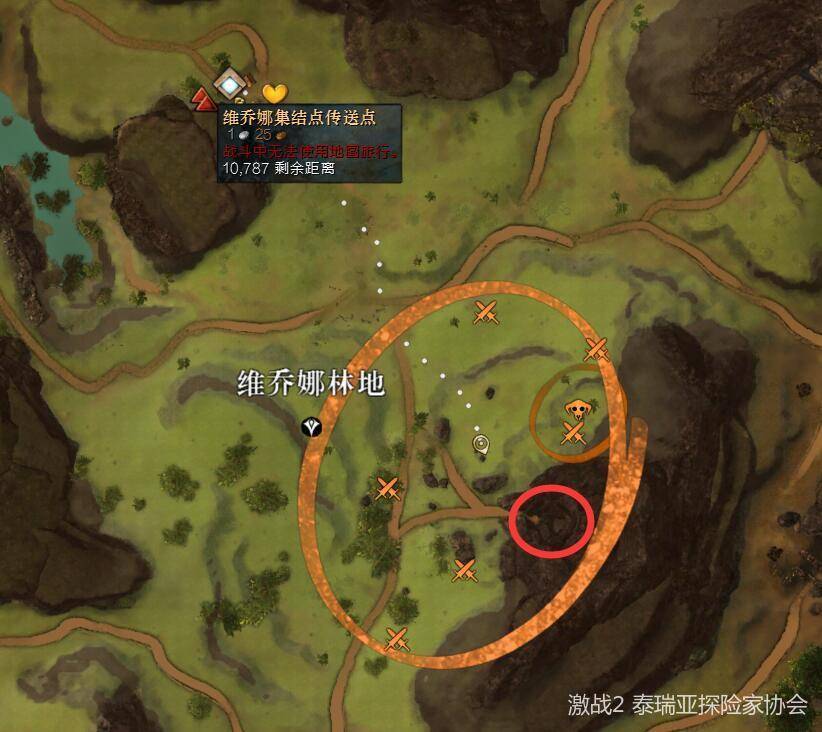 维乔娜集结点传送点
1 25
战斗中无法使用地图旅行。
10,787 剩余距离
维乔娜林地
激战2 泰瑞亚探险家协会